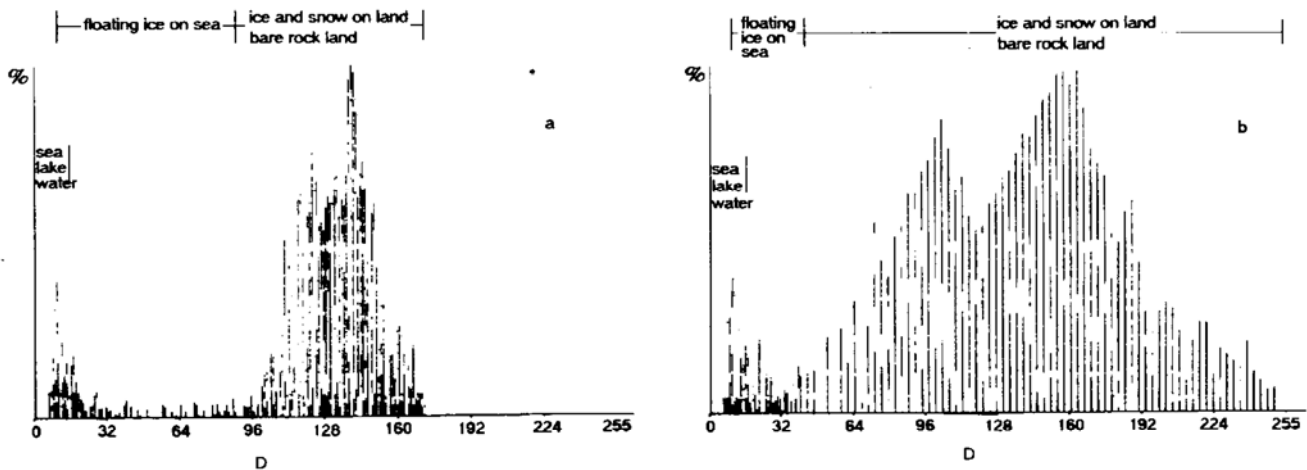 floating ice on sea
ice and snow on land
bare rock land
%
a
sea
lake
water
0 32 64 96 128 160 192 224 255
D
floating
ice on
sea
ice and snow on land
bare rock land
%
b
sea
lake
water
0 32 64 96 128 160 192 224 255
D